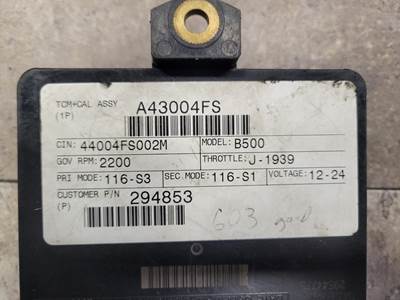 TCM+CAL ASSY A43004FS
(1P)
CIN: 44004FS002M MODEL: B500
GOV RPM: 2200 THROTTLE: J-1939
PRI MODE: 116-S3 SEC.MODE: 116-S1 VOLTAGE: 12-24
CUSTOMER P/N 294853
(P)
603 good